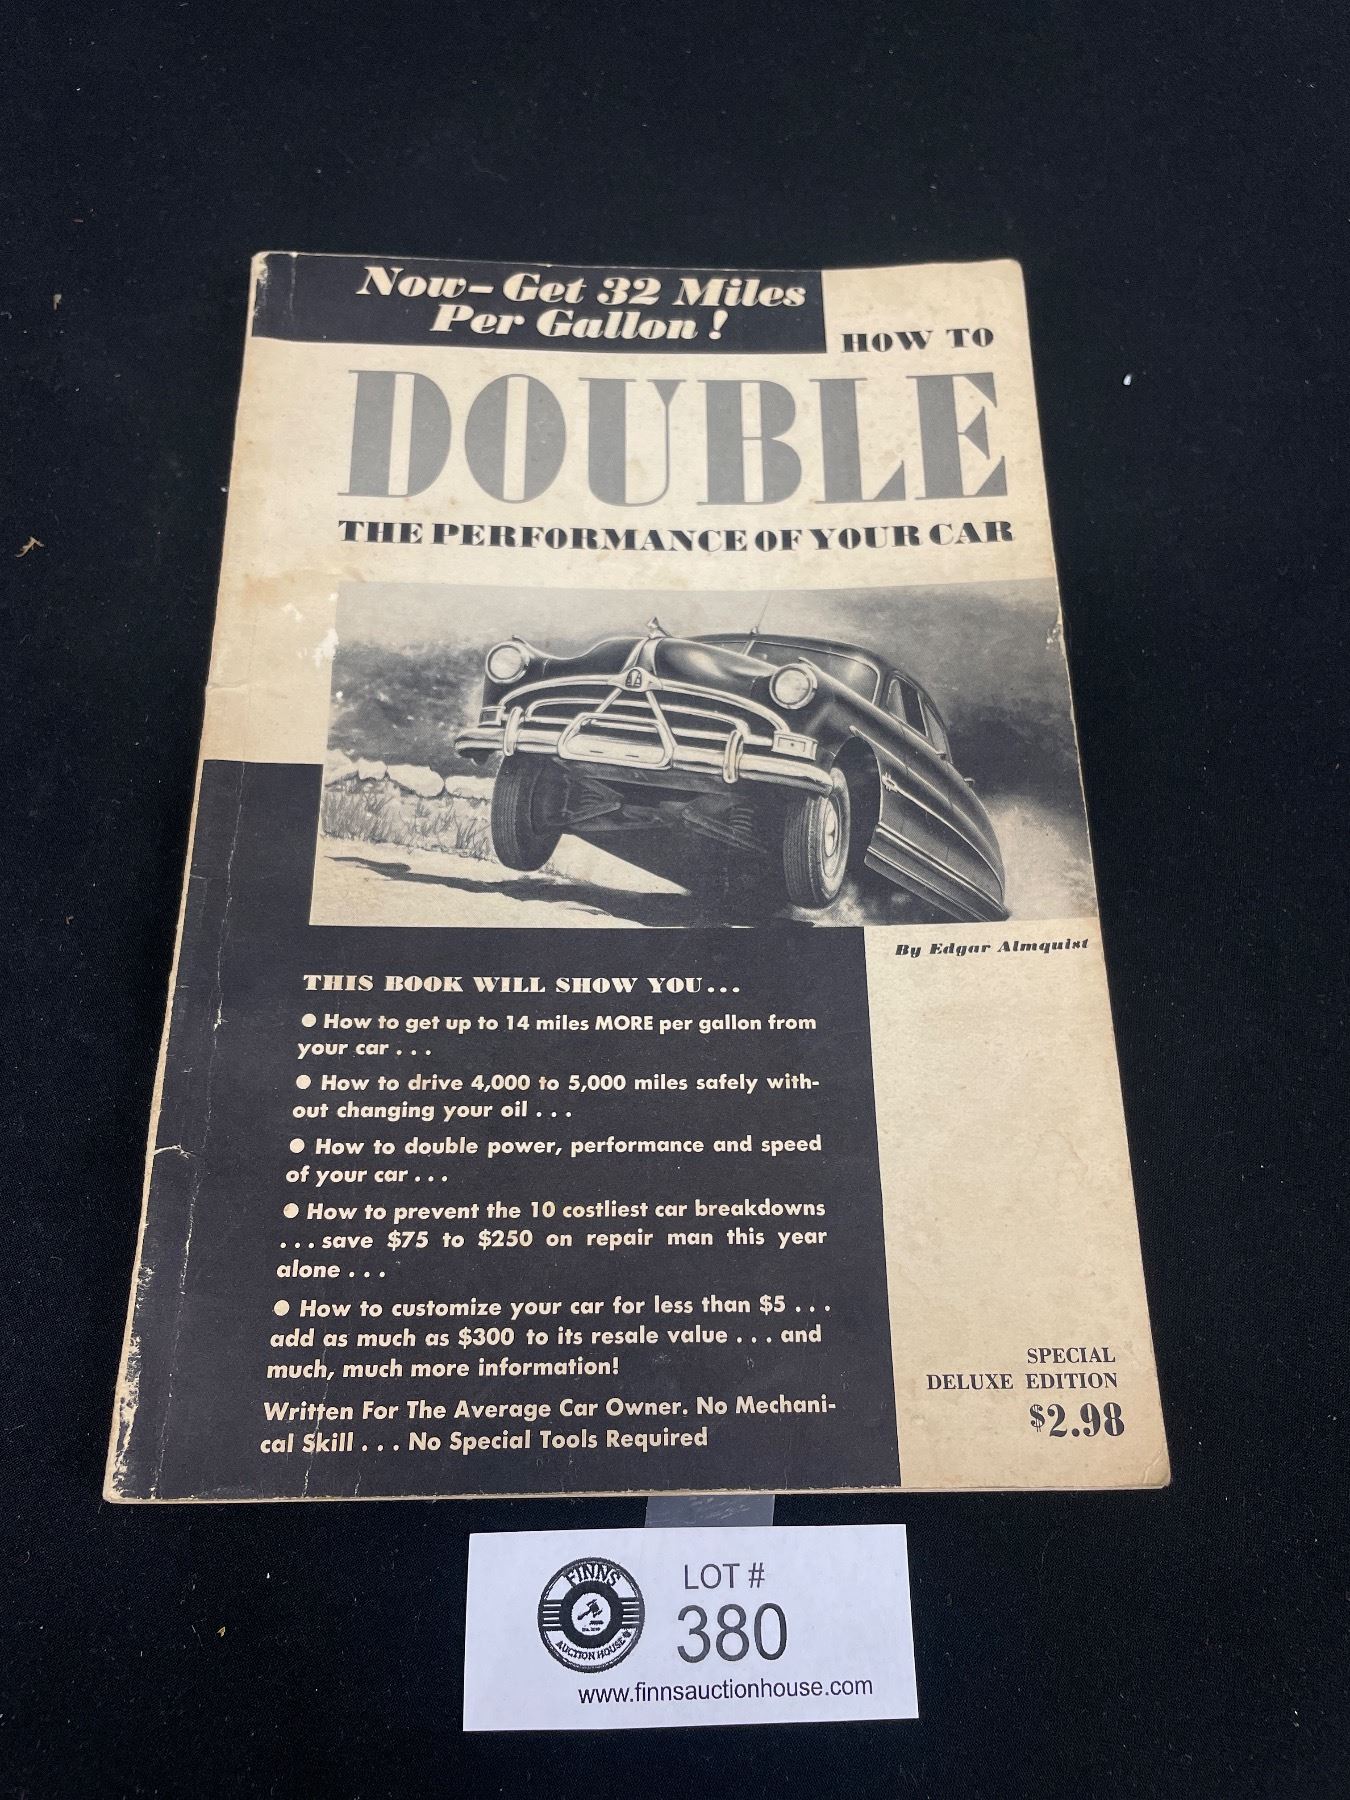 Now—Get 32 Miles
Per Gallon!
HOW TO
DOUBLE
THE PERFORMANCE OF YOUR CAR
By Edgar Almquist
THIS BOOK WILL SHOW YOU...
● How to get up to 14 miles MORE per gallon from
your car . . .
● How to drive 4,000 to 5,000 miles safely with-
out changing your oil . . .
● How to double power, performance and speed
of your car . . .
● How to prevent the 10 costliest car breakdowns
. . . save $75 to $250 on repair man this year
alone . . .
● How to customize your car for less than $5 . . .
add as much as $300 to its resale value . . . and
much, much more information!
Written For The Average Car Owner. No Mechani-
cal Skill . . . No Special Tools Required
SPECIAL
DELUXE EDITION
$2.98
FINNS
AUCTION HOUSE
LOT #
380
www.finnsauctionhouse.com